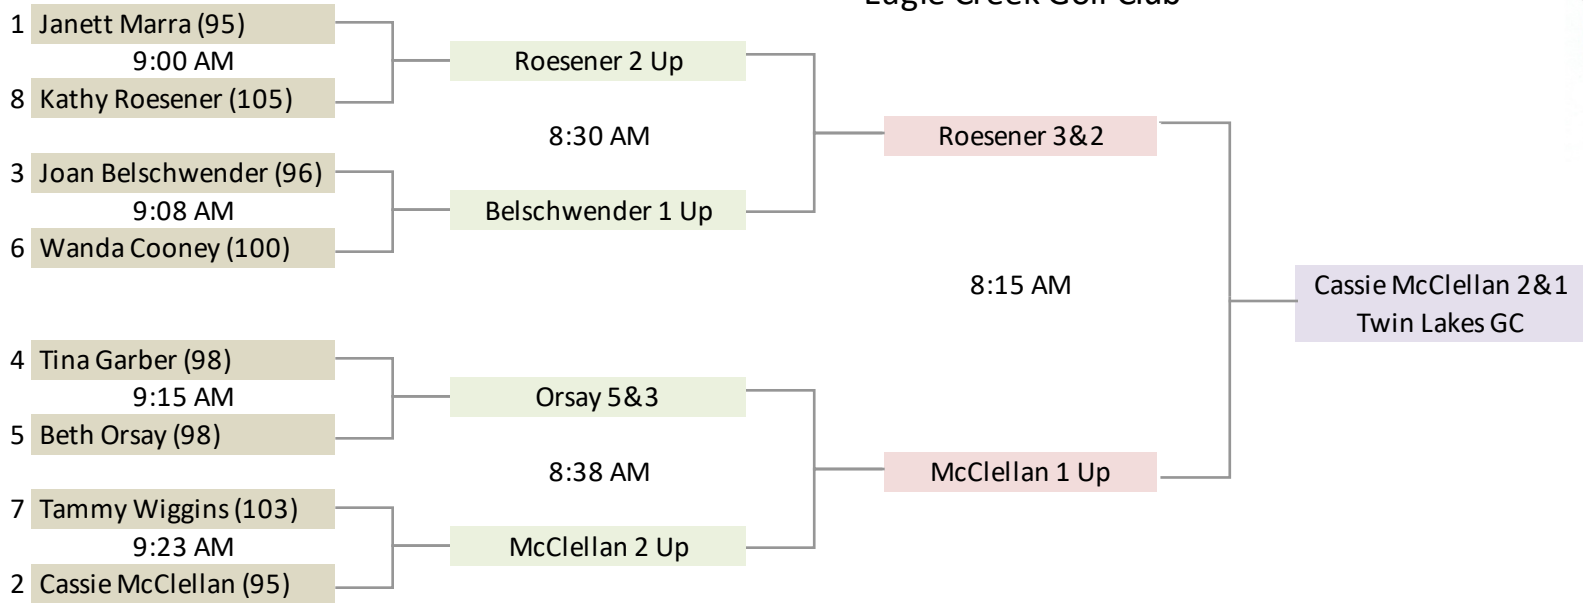 Eagle Creek Golf Club
1 Janett Marra (95)
9:00 AM
8 Kathy Roesener (105)
Roesener 2 Up
8:30 AM
3 Joan Belschwender (96)
9:08 AM
6 Wanda Cooney (100)
Belschwender 1 Up
Roesener 3&2
8:15 AM
Cassie McClellan 2&1
Twin Lakes GC
4 Tina Garber (98)
9:15 AM
5 Beth Orsay (98)
Orsay 5&3
8:38 AM
McClellan 1 Up
7 Tammy Wiggins (103)
9:23 AM
2 Cassie McClellan (95)
McClellan 2 Up